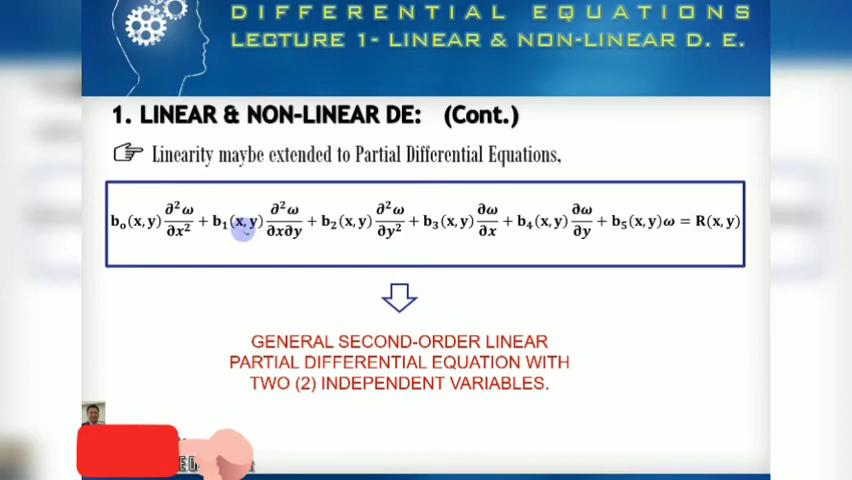 DIFFERENTIAL EQUATIONS
LECTURE 1- LINEAR & NON-LINEAR D. E.
1. LINEAR & NON-LINEAR DE: (Cont.)
Linearity maybe extended to Partial Differential Equations,
b₀(x,y) ∂²ω/∂x² + b₁(x,y) ∂²ω/∂x∂y + b₂(x,y) ∂²ω/∂y² + b₃(x,y) ∂ω/∂x + b₄(x,y) ∂ω/∂y + b₅(x,y)ω = R(x,y)
GENERAL SECOND-ORDER LINEAR
PARTIAL DIFFERENTIAL EQUATION WITH
TWO (2) INDEPENDENT VARIABLES.